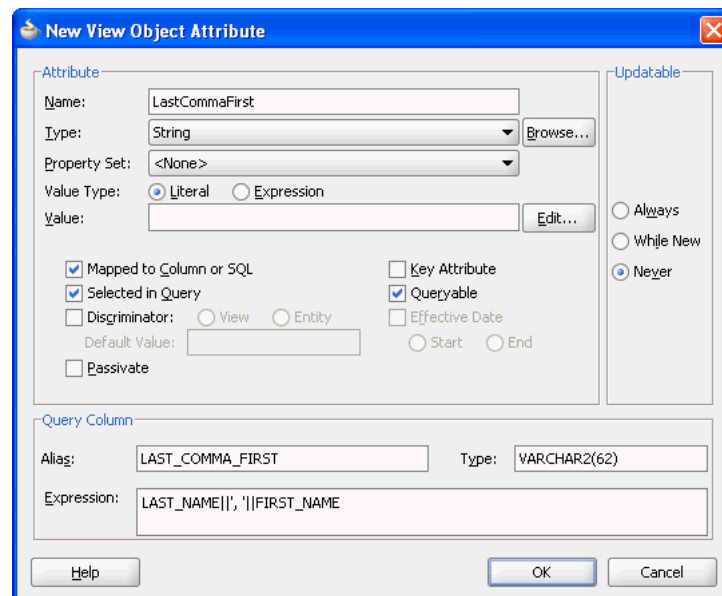 New View Object Attribute
Attribute
Updatable
Name: LastCommaFirst
Type: String Browse...
Property Set: <None>
Value Type: Literal Expression
Value: Edit...
Always
While New
Never
Mapped to Column or SQL Key Attribute
Selected in Query Queryable
Discriminator: View Entity Effective Date
Default Value: Start End
Passivate
Query Column
Alias: LAST_COMMA_FIRST Type: VARCHAR2(62)
Expression: LAST_NAME||', '||FIRST_NAME
Help OK Cancel